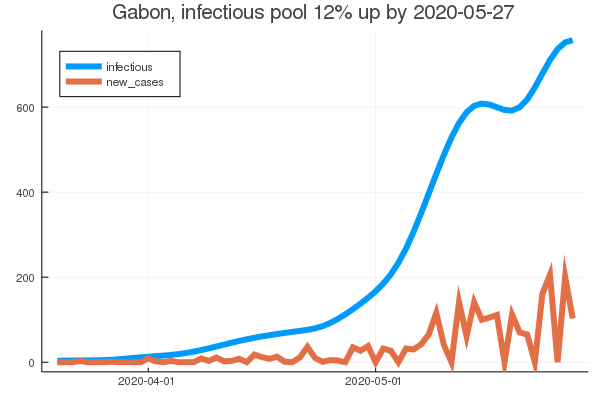 Gabon, infectious pool 12% up by 2020-05-27
infectious
new_cases
600
400
200
0
2020-04-01
2020-05-01